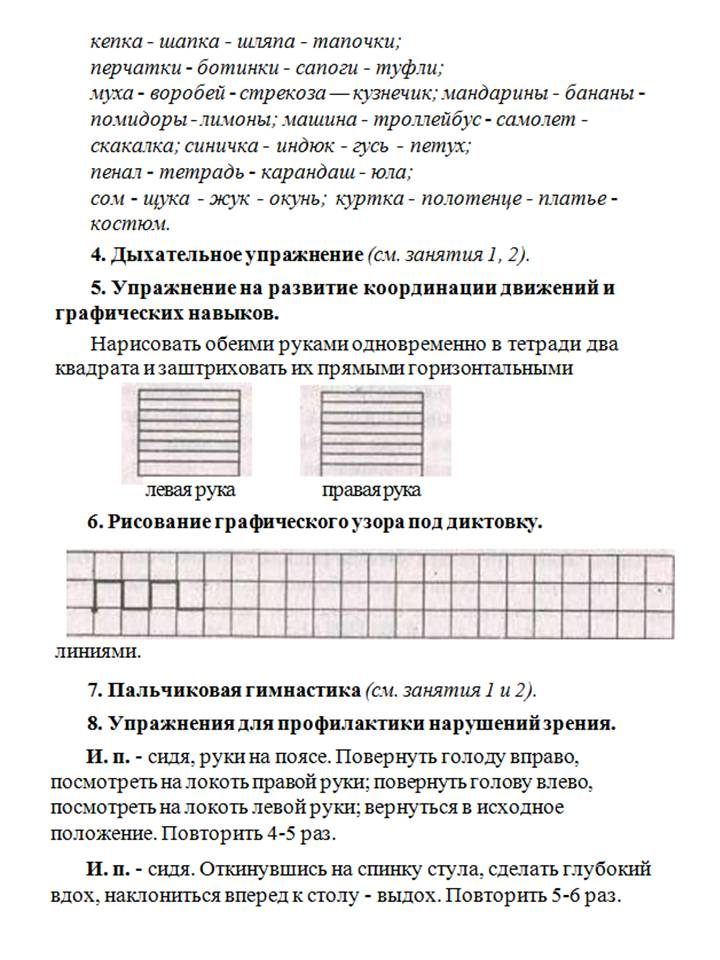 кепка - шапка - шляпа - тапочки;
перчатки - ботинки - сапоги - туфли;
муха - воробей - стрекоза — кузнечик; мандарины - бананы -
помидоры - лимоны; машина - троллейбус - самолет -
скакалка; синичка - индюк - гусь - петух;
пенал - тетрадь - карандаш - юла;
сом - щука - жук - окунь; куртка - полотенце - платье -
костюм.
4. Дыхательное упражнение (см. занятия 1, 2).
5. Упражнение на развитие координации движений и
графических навыков.
Нарисовать обеими руками одновременно в тетради два
квадрата и заштриховать их прямыми горизонтальными
левая рука правая рука
6. Рисование графического узора под диктовку.
линиями.
7. Пальчиковая гимнастика (см. занятия 1 и 2).
8. Упражнения для профилактики нарушений зрения.
И. п. - сидя, руки на поясе. Повернуть голоду вправо,
посмотреть на локоть правой руки; повернуть голову влево,
посмотреть на локоть левой руки; вернуться в исходное
положение. Повторить 4-5 раз.
И. п. - сидя. Откинувшись на спинку стула, сделать глубокий
вдох, наклониться вперед к столу - выдох. Повторить 5-6 раз.